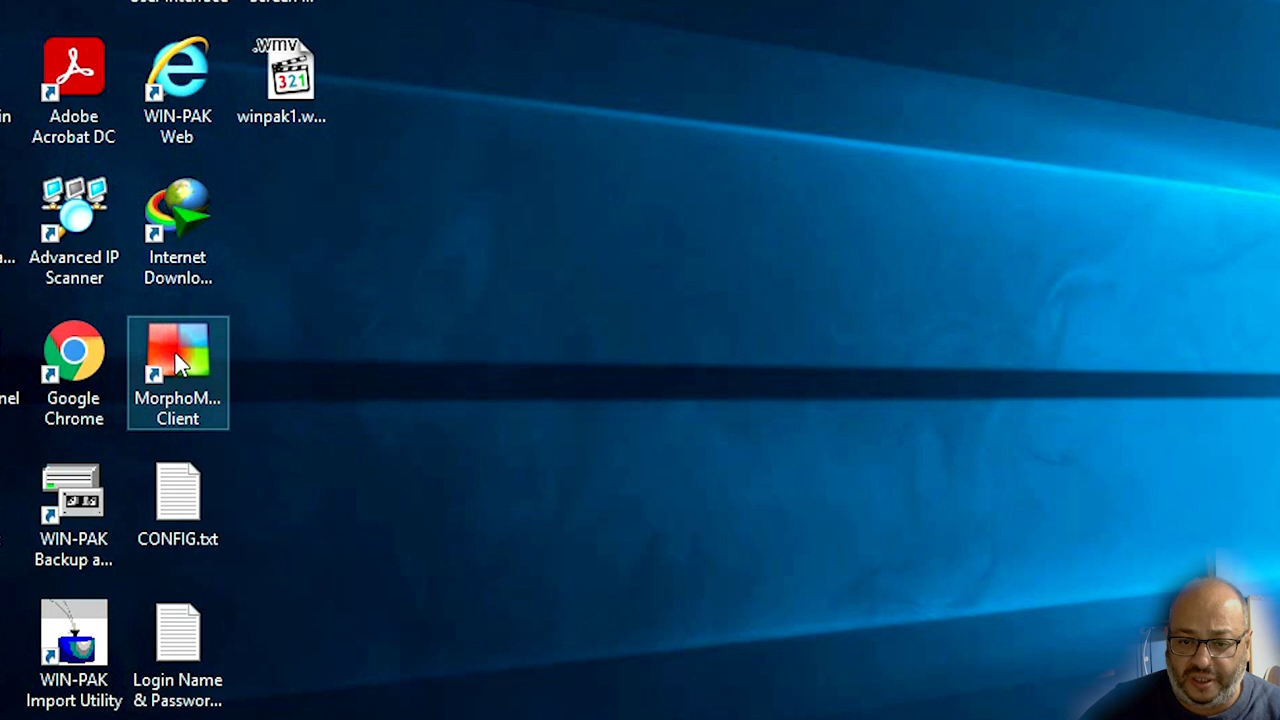 Adobe
Acrobat DC
WIN-PAK
Web
.wmv
321
winpak1.w...
Advanced IP
Scanner
Internet
Downlo...
Google
Chrome
MorphoM...
Client
WIN-PAK
Backup a...
CONFIG.txt
WIN-PAK
Import Utility
Login Name
& Passwor...